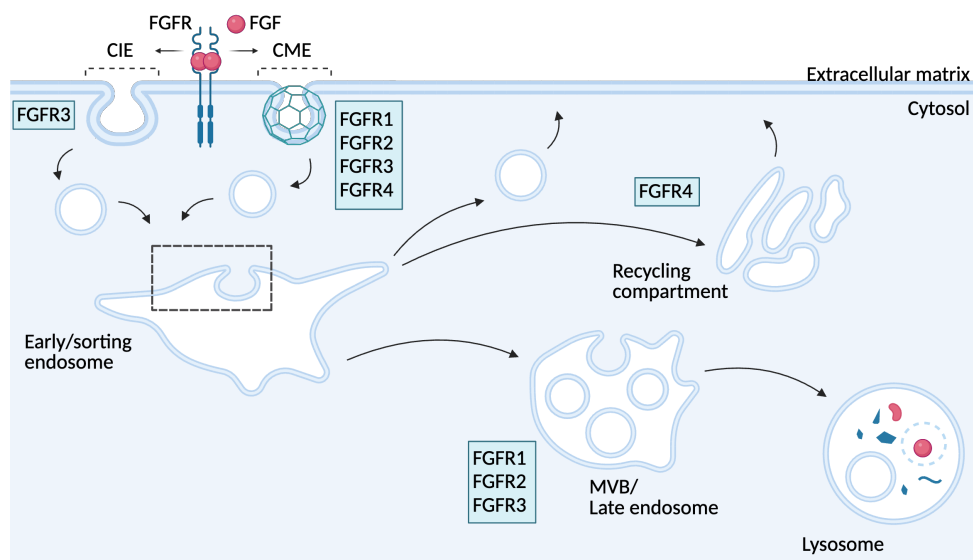 FGFR
FGF
CIE
CME
Extracellular matrix
Cytosol
FGFR3
FGFR1
FGFR2
FGFR3
FGFR4
FGFR4
Recycling
compartment
Early/sorting
endosome
FGFR1
FGFR2
FGFR3
MVB/
Late endosome
Lysosome